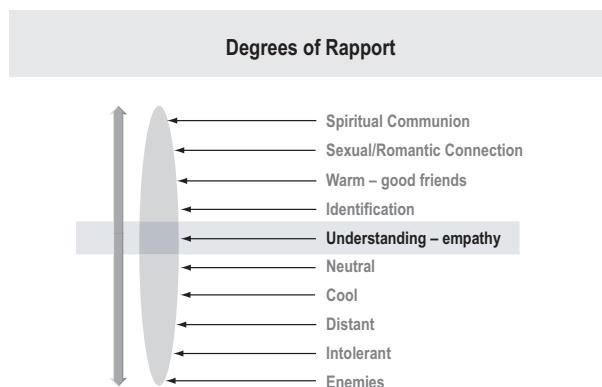 Degrees of Rapport
Spiritual Communion
Sexual/Romantic Connection
Warm – good friends
Identification
Understanding – empathy
Neutral
Cool
Distant
Intolerant
Enemies